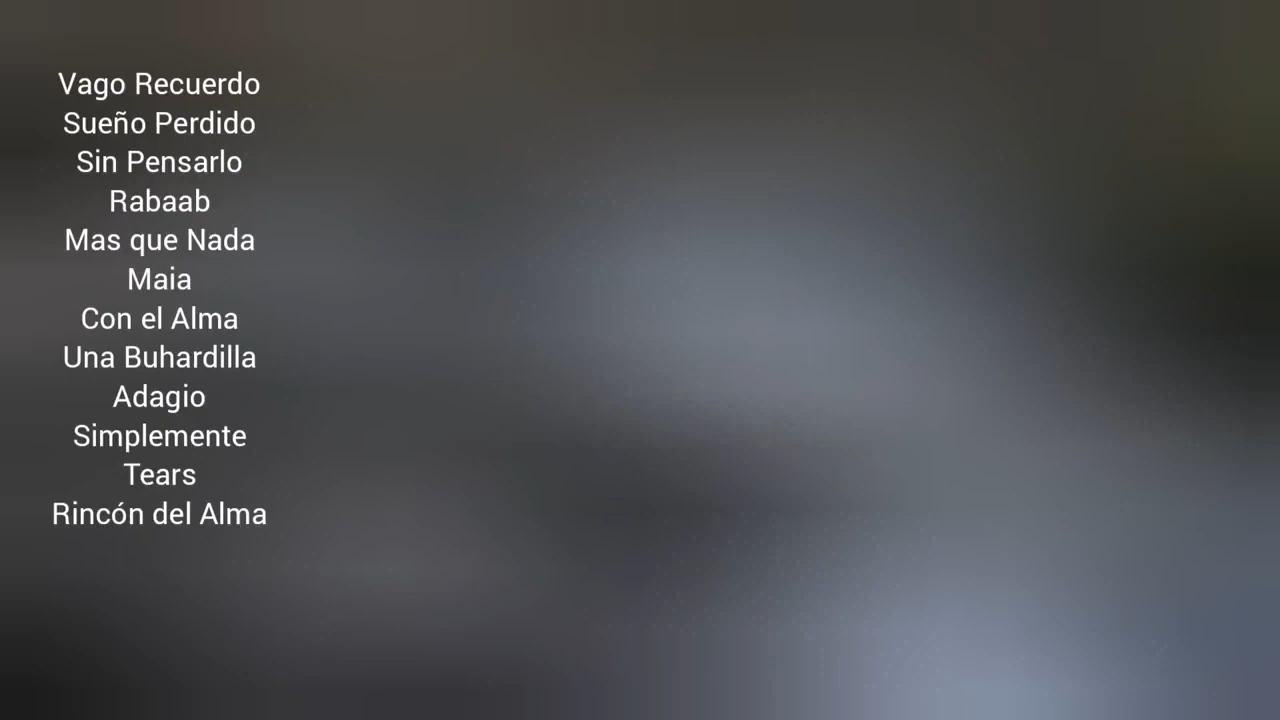 Vago Recuerdo
Sueño Perdido
Sin Pensarlo
Rabaab
Mas que Nada
Maia
Con el Alma
Una Buhardilla
Adagio
Simplemente
Tears
Rincón del Alma